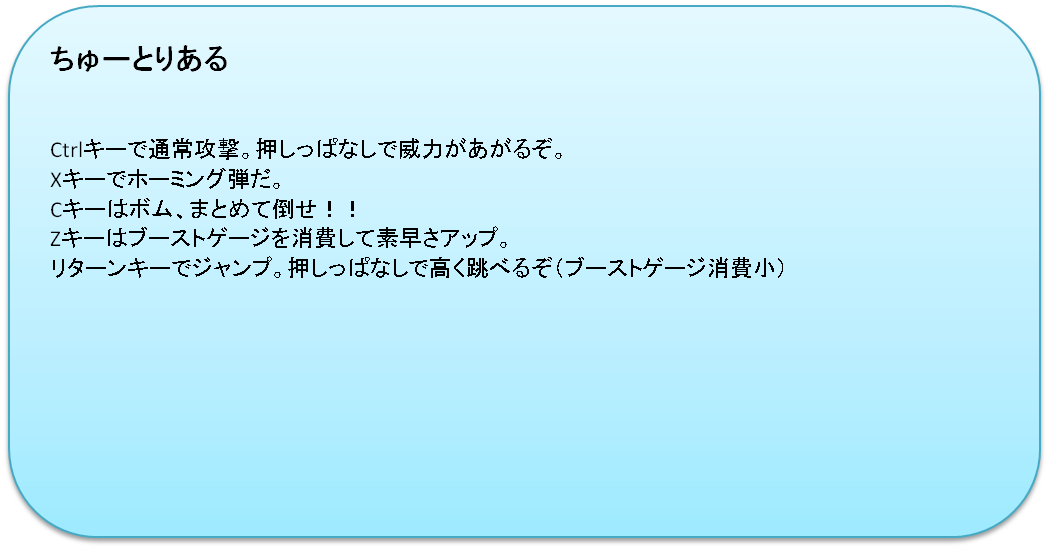 ちゅーとりある
Ctrlキーで通常攻撃。押しっぱなしで威力があがるぞ。
Xキーでホーミング弾だ。
Cキーはボム、まとめて倒せ！！
Zキーはブーストゲージを消費して素早さアップ。
リターンキーでジャンプ。押しっぱなしで高く跳べるぞ（ブーストゲージ消費小）